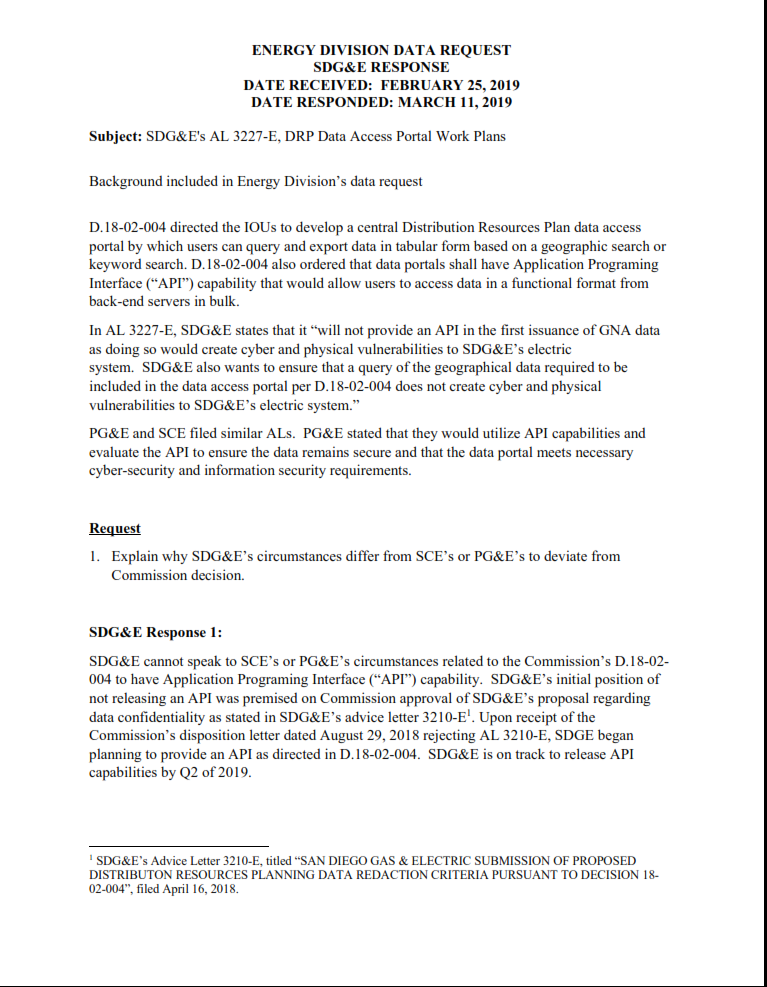 ENERGY DIVISION DATA REQUEST
SDG&E RESPONSE
DATE RECEIVED: FEBRUARY 25, 2019
DATE RESPONDED: MARCH 11, 2019
Subject: SDG&E's AL 3227-E, DRP Data Access Portal Work Plans
Background included in Energy Division’s data request
D.18-02-004 directed the IOUs to develop a central Distribution Resources Plan data access
portal by which users can query and export data in tabular form based on a geographic search or
keyword search. D.18-02-004 also ordered that data portals shall have Application Programing
Interface (“API”) capability that would allow users to access data in a functional format from
back-end servers in bulk.
In AL 3227-E, SDG&E states that it “will not provide an API in the first issuance of GNA data
as doing so would create cyber and physical vulnerabilities to SDG&E’s electric
system. SDG&E also wants to ensure that a query of the geographical data required to be
included in the data access portal per D.18-02-004 does not create cyber and physical
vulnerabilities to SDG&E’s electric system.”
PG&E and SCE filed similar ALs. PG&E stated that they would utilize API capabilities and
evaluate the API to ensure the data remains secure and that the data portal meets necessary
cyber-security and information security requirements.
Request
1. Explain why SDG&E’s circumstances differ from SCE’s or PG&E’s to deviate from
Commission decision.
SDG&E Response 1:
SDG&E cannot speak to SCE’s or PG&E’s circumstances related to the Commission’s D.18-02-
004 to have Application Programing Interface (“API”) capability. SDG&E’s initial position of
not releasing an API was premised on Commission approval of SDG&E’s proposal regarding
data confidentiality as stated in SDG&E’s advice letter 3210-E1. Upon receipt of the
Commission’s disposition letter dated August 29, 2018 rejecting AL 3210-E, SDGE began
planning to provide an API as directed in D.18-02-004. SDG&E is on track to release API
capabilities by Q2 of 2019.
1 SDG&E’s Advice Letter 3210-E, titled “SAN DIEGO GAS & ELECTRIC SUBMISSION OF PROPOSED
DISTRIBUTON RESOURCES PLANNING DATA REDACTION CRITERIA PURSUANT TO DECISION 18-
02-004”, filed April 16, 2018.